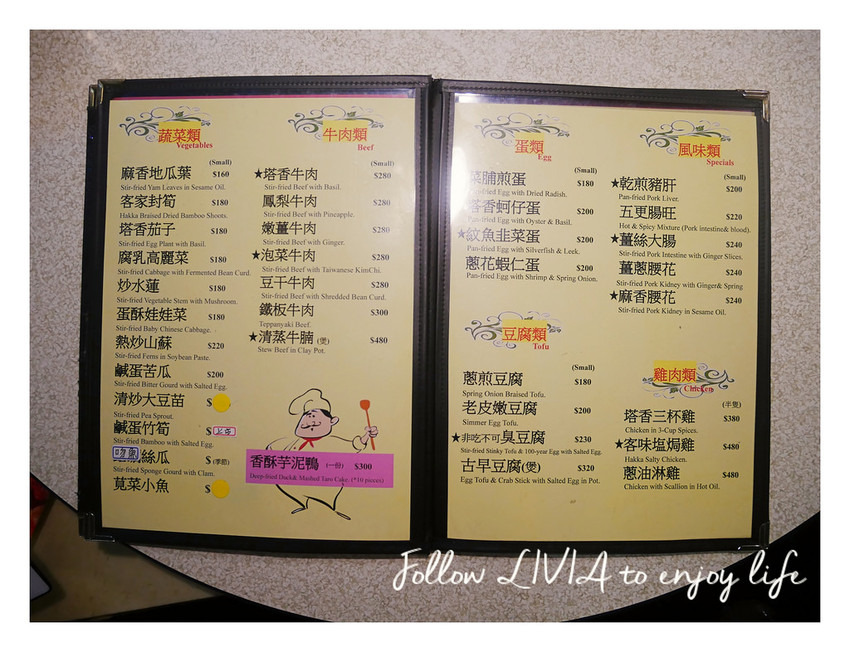 蔬菜類
Vegetables
(Small)
麻香地瓜葉 $160
Stir-fried Yam Leaves in Sesame Oil.
客家封筍 $180
Hakka Braised Dried Bamboo Shoots.
塔香茄子 $180
Stir-fried Egg Plant with Basil.
腐乳高麗菜 $180
Stir-fried Cabbage with Fermented Bean Curd.
炒水蓮 $180
Stir-fried Vegetable Stem with Mushroom.
蛋酥娃娃菜 $180
Stir-fried Baby Chinese Cabbage.
熱炒山蘇 $220
Stir-fried Ferns in Soybean Paste.
鹹蛋苦瓜 $200
Stir-fried Bitter Gourd with Salted Egg.
清炒大豆苗 $
Stir-fried Pea Sprout.
鹹蛋竹筍 $
Stir-fried Bamboo with Salted Egg.
絲瓜 $ (季節)
Stir-fried Sponge Gourd with Clam.
莧菜小魚 $
牛肉類
Beef
(Small)
★塔香牛肉 $280
Stir-fried Beef with Basil.
鳳梨牛肉 $280
Stir-fried Beef with Pineapple.
嫩薑牛肉 $280
Stir-fried Beef with Ginger.
★泡菜牛肉 $280
Stir-fried Beef with Taiwanese KimChi.
豆干牛肉 $280
Stir-fried Beef with Shredded Bean Curd.
鐵板牛肉 $300
Teppanyaki Beef.
★清蒸牛腩 (煲) $480
Stew Beef in Clay Pot.
香酥芋泥鴨 (一份) $300
Deep-fried Duck& Mashed Taro Cake. (*10 pieces)
蛋類
Egg
(Small)
菜脯煎蛋 $180
Pan-fried Egg with Dried Radish.
塔香蚵仔蛋 $200
Pan-fried Egg with Oyster & Basil.
★紋魚韭菜蛋 $200
Pan-fried Egg with Silverfish & Leek.
蔥花蝦仁蛋 $200
Pan-fried Egg with Shrimp & Spring Onion.
豆腐類
Tofu
(Small)
蔥煎豆腐 $180
Spring Onion Braised Tofu.
老皮嫩豆腐 $200
Simmer Egg Tofu.
★非吃不可臭豆腐 $230
Stir-fried Stinky Tofu & 100-year Egg with Salted Egg.
古早豆腐(煲) $320
Egg Tofu & Crab Stick with Salted Egg in Pot.
風味類
Specials
(Small)
★乾煎豬肝 $200
Pan-fried Pork Liver.
五更腸旺 $220
Hot & Spicy Mixture (Pork intestine& blood).
★薑絲大腸 $240
Stir-fried Pork Intestine with Ginger Slices.
薑蔥腰花 $240
Stir-fried Pork Kidney with Ginger& Spring
★麻香腰花 $240
Stir-fried Pork Kidney in Sesame Oil.
雞肉類
Chicken
(半隻)
塔香三杯雞 $380
Chicken in 3-Cup Spices.
★客味塩焗雞 $480
Hakka Salty Chicken.
蔥油淋雞 $480
Chicken with Scallion in Hot Oil.
Follow LIVIA to enjoy life